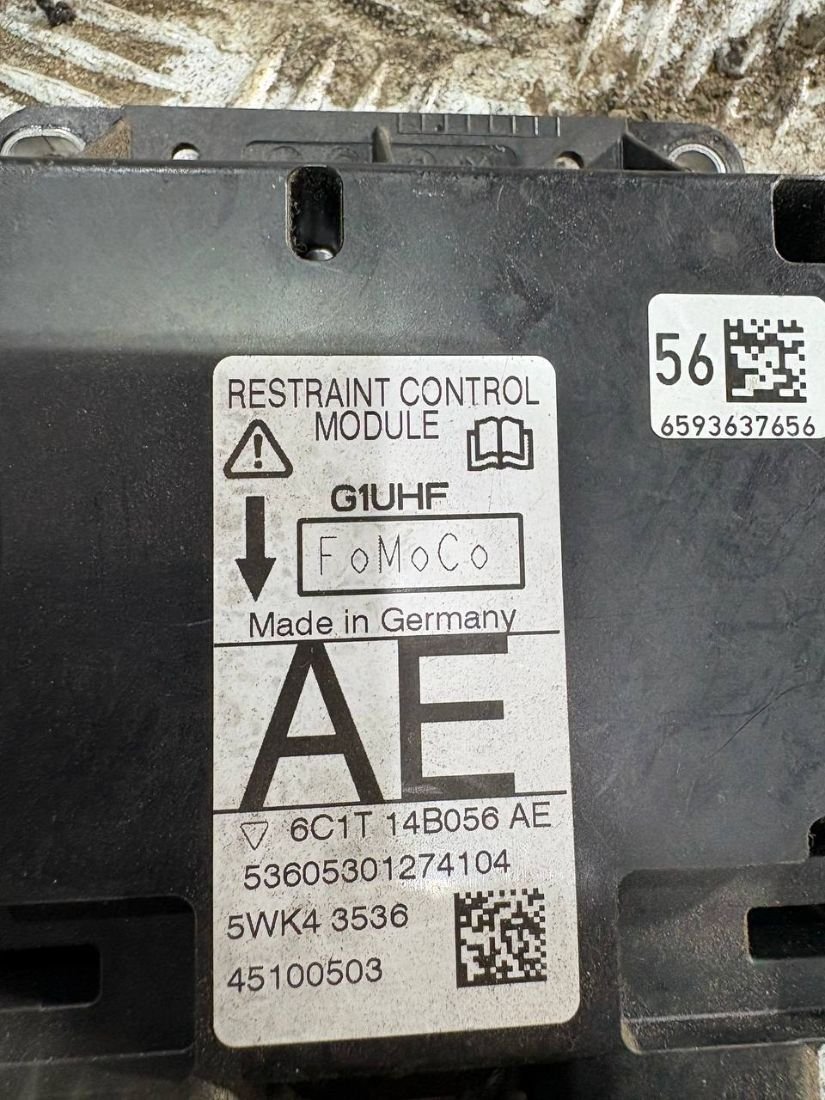 56
6593637656
RESTRAINT CONTROL
MODULE
G1UHF
FoMoCo
Made in Germany
AE
6C1T 14B056 AE
53605301274104
5WK4 3536
45100503